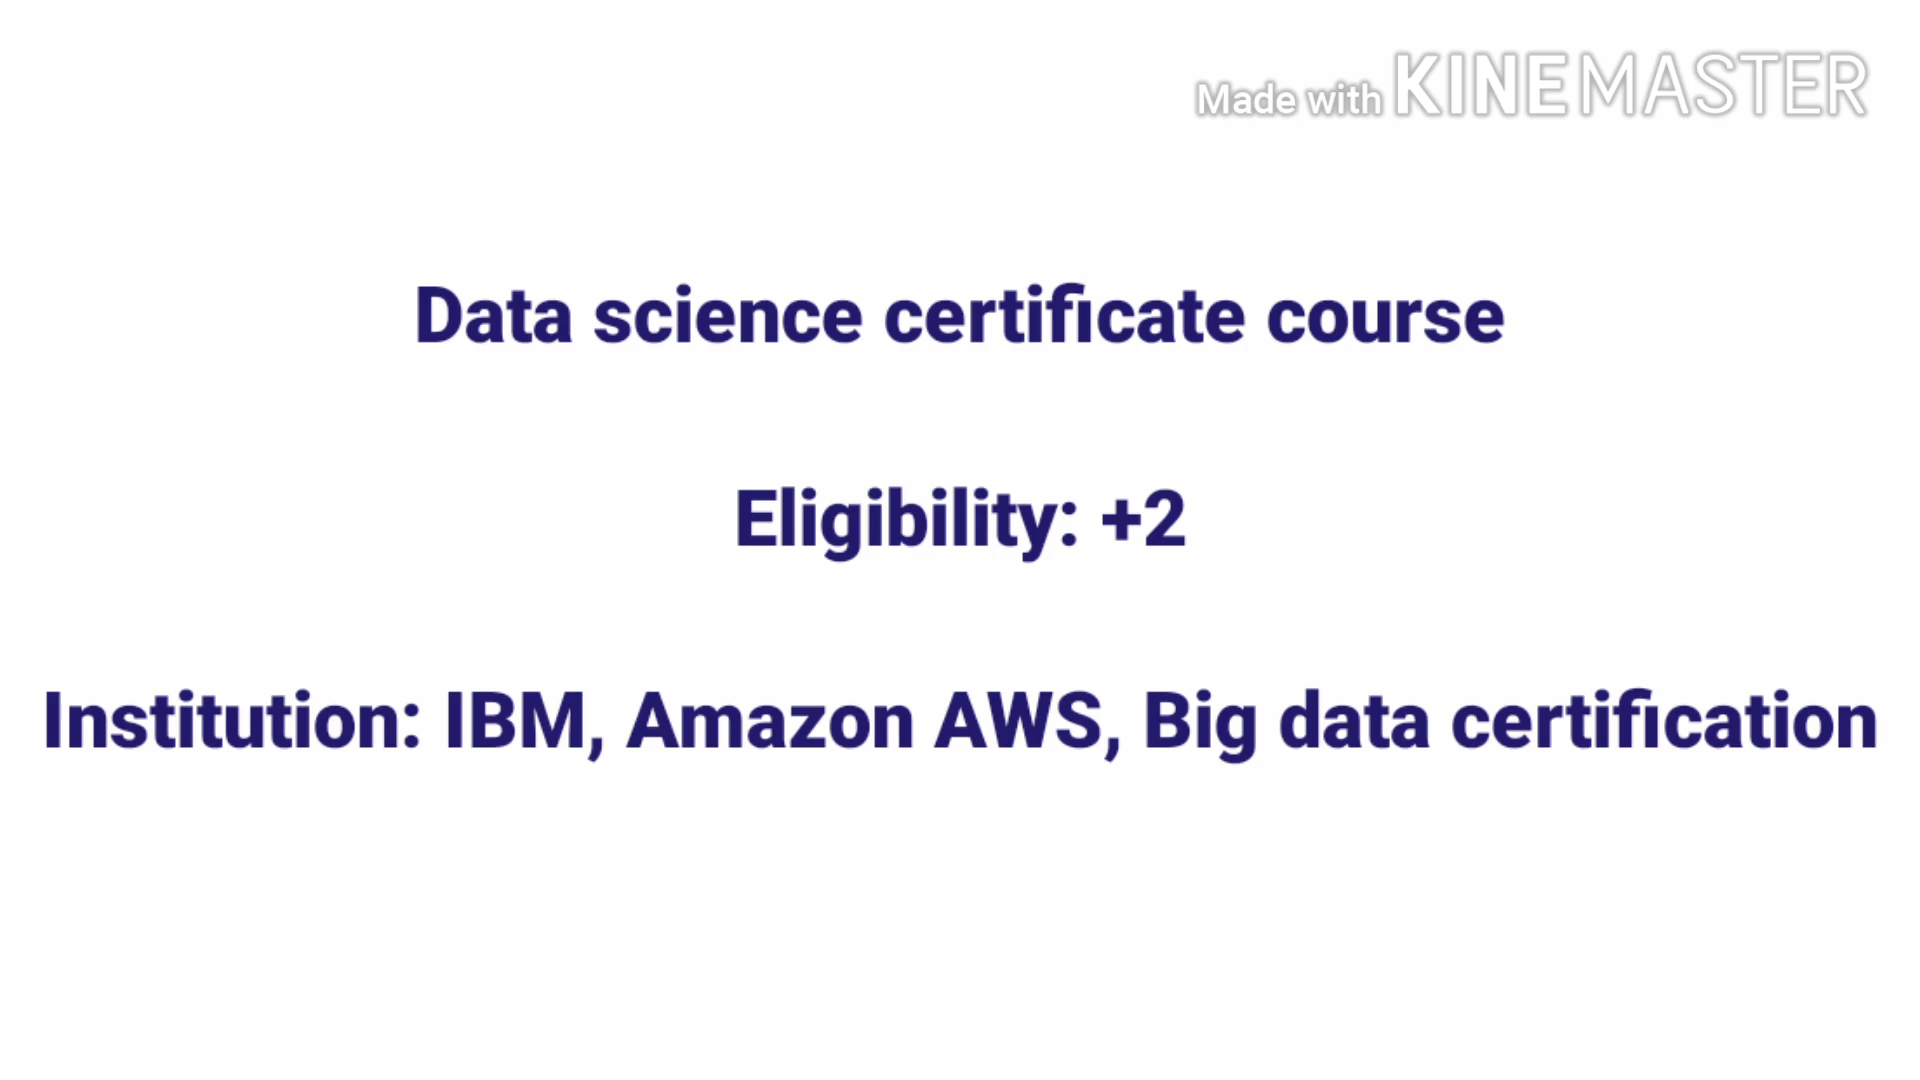 Made with KINEMASTER
Data science certificate course
Eligibility: +2
Institution: IBM, Amazon AWS, Big data certification